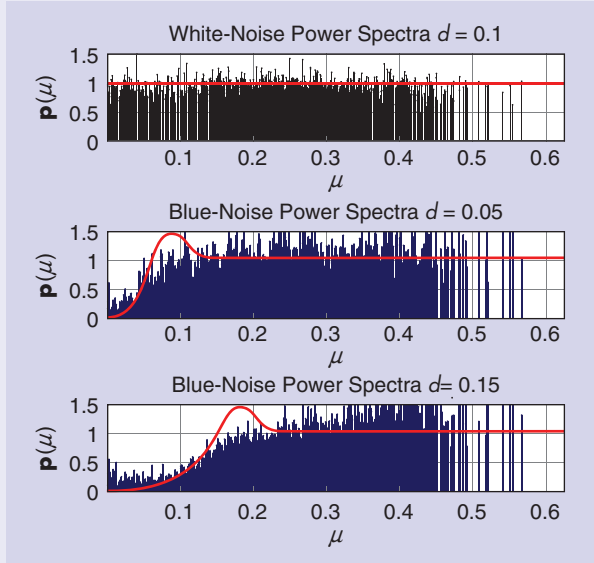 White-Noise Power Spectra d = 0.1
p(μ)
1.5
1
0.5
0
0.1 0.2 0.3 0.4 0.5 0.6
μ
Blue-Noise Power Spectra d = 0.05
p(μ)
1.5
1
0.5
0
0.1 0.2 0.3 0.4 0.5 0.6
μ
Blue-Noise Power Spectra d= 0.15
p(μ)
1.5
1
0.5
0
0.1 0.2 0.3 0.4 0.5 0.6
μ